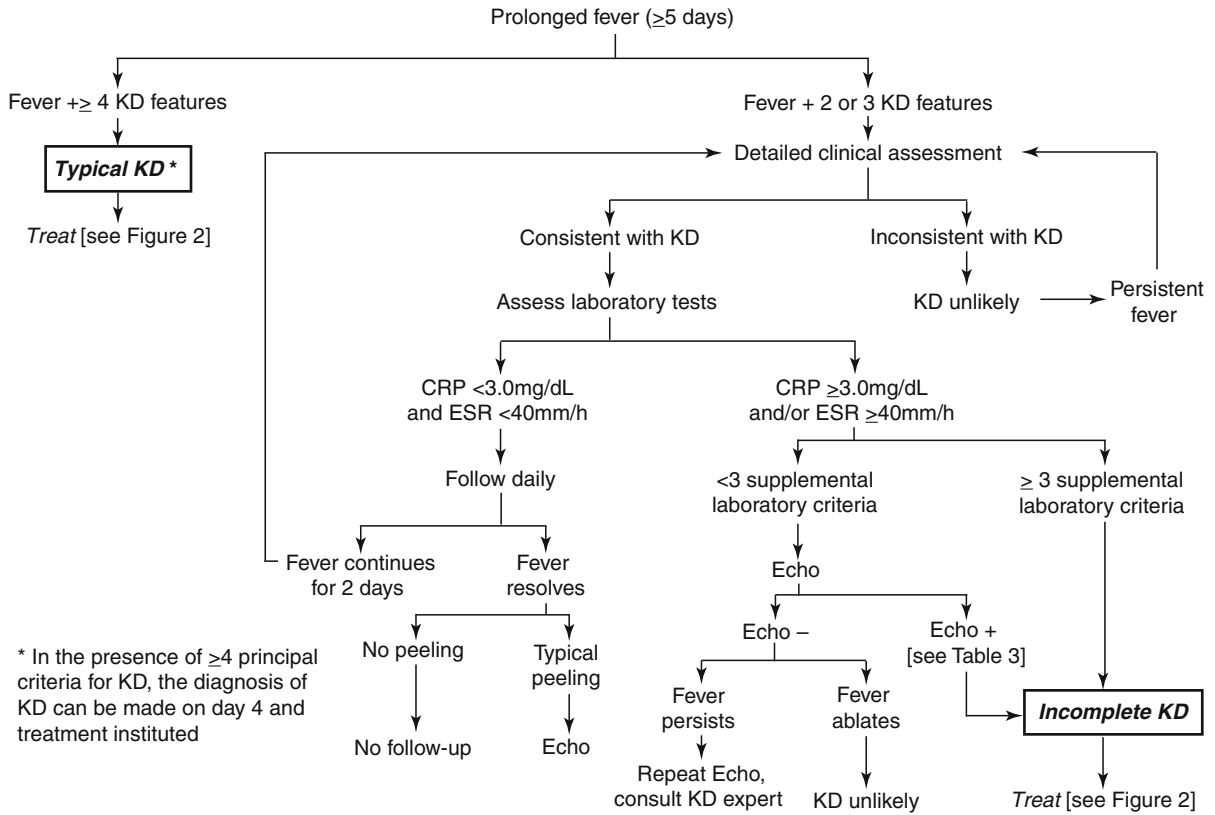 Prolonged fever (≥5 days)
Fever +≥ 4 KD features
Fever + 2 or 3 KD features
Typical KD *
Detailed clinical assessment
Treat [see Figure 2]
Consistent with KD
Inconsistent with KD
Assess laboratory tests
KD unlikely
Persistent
fever
CRP <3.0mg/dL
and ESR <40mm/h
CRP ≥3.0mg/dL
and/or ESR ≥40mm/h
Follow daily
<3 supplemental
laboratory criteria
≥ 3 supplemental
laboratory criteria
Fever continues
for 2 days
Fever
resolves
Echo
No peeling
Typical
peeling
Echo –
Echo +
[see Table 3]
* In the presence of ≥4 principal
criteria for KD, the diagnosis of
KD can be made on day 4 and
treatment instituted
Fever
persists
Fever
ablates
Incomplete KD
No follow-up
Echo
Repeat Echo,
consult KD expert
KD unlikely
Treat [see Figure 2]